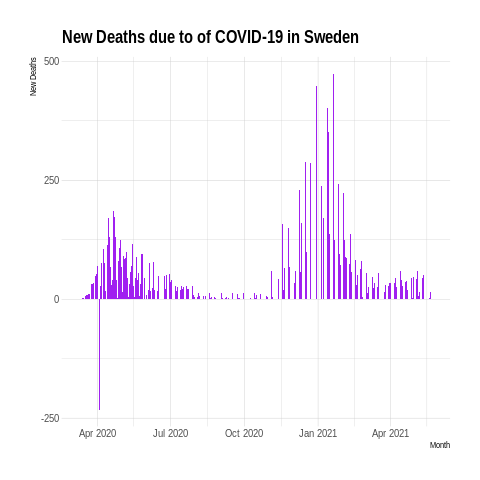 New Deaths due to of COVID-19 in Sweden
New Deaths
500
250
0
-250
Apr 2020 Jul 2020 Oct 2020 Jan 2021 Apr 2021
Month